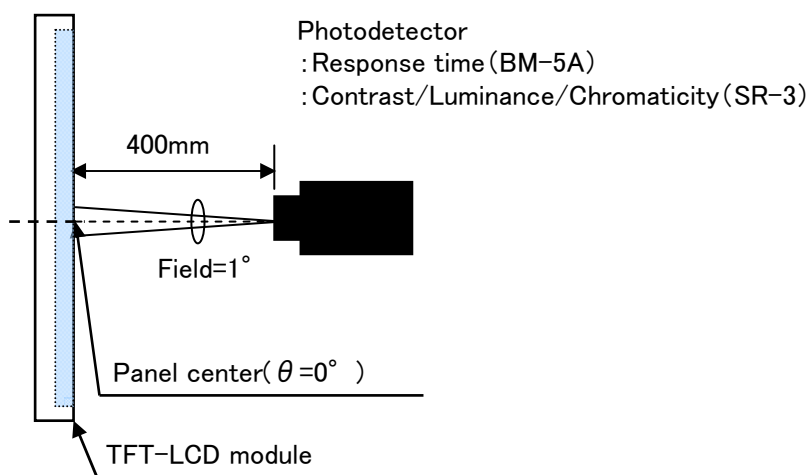 Photodetector
:Response time(BM-5A)
:Contrast/Luminance/Chromaticity(SR-3)
400mm
Field=1°
Panel center(θ=0° )
TFT-LCD module